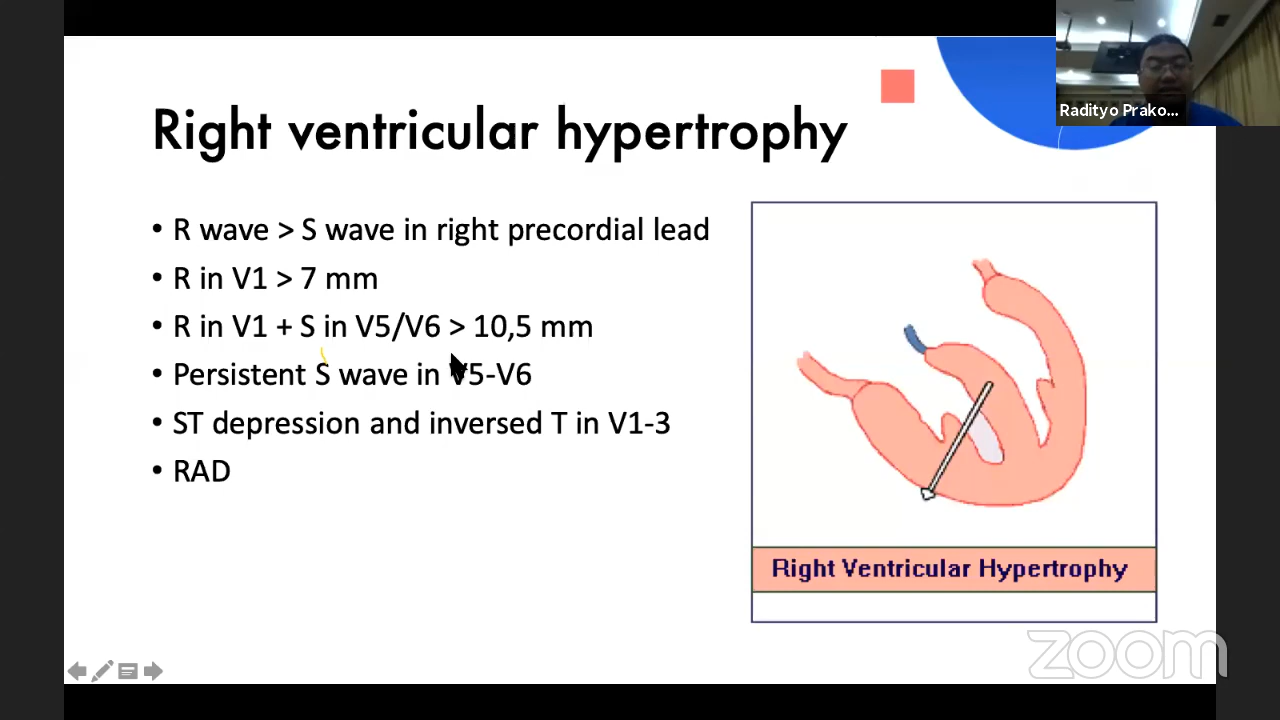 Right ventricular hypertrophy
Radityo Prako...
• R wave > S wave in right precordial lead
• R in V1 > 7 mm
• R in V1 + S in V5/V6 > 10,5 mm
• Persistent S wave in V5-V6
• ST depression and inversed T in V1-3
• RAD
Right Ventricular Hypertrophy
zoom